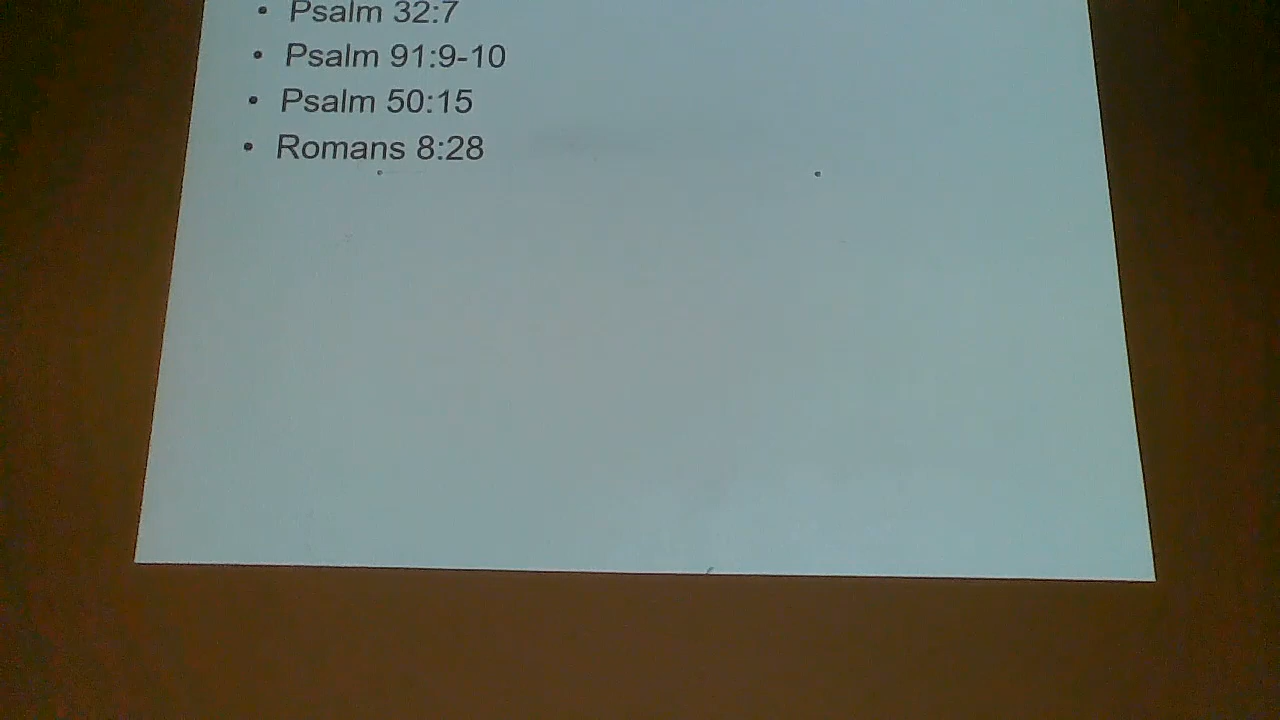 • Psalm 32:7
• Psalm 91:9-10
• Psalm 50:15
• Romans 8:28